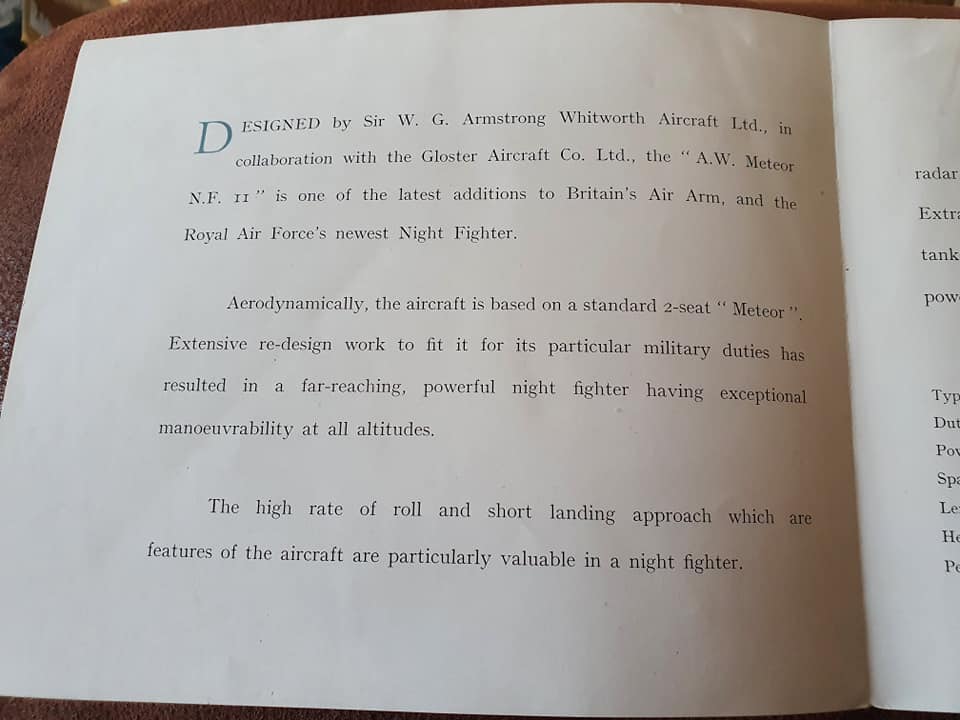 DESIGNED by Sir W. G. Armstrong Whitworth Aircraft Ltd., in
collaboration with the Gloster Aircraft Co. Ltd., the “ A.W. Meteor
N.F. 11 ” is one of the latest additions to Britain's Air Arm, and the
Royal Air Force's newest Night Fighter.
Aerodynamically, the aircraft is based on a standard 2-seat “ Meteor ”.
Extensive re-design work to fit it for its particular military duties has
resulted in a far-reaching, powerful night fighter having exceptional
manoeuvrability at all altitudes.
The high rate of roll and short landing approach which are
features of the aircraft are particularly valuable in a night fighter.
radar